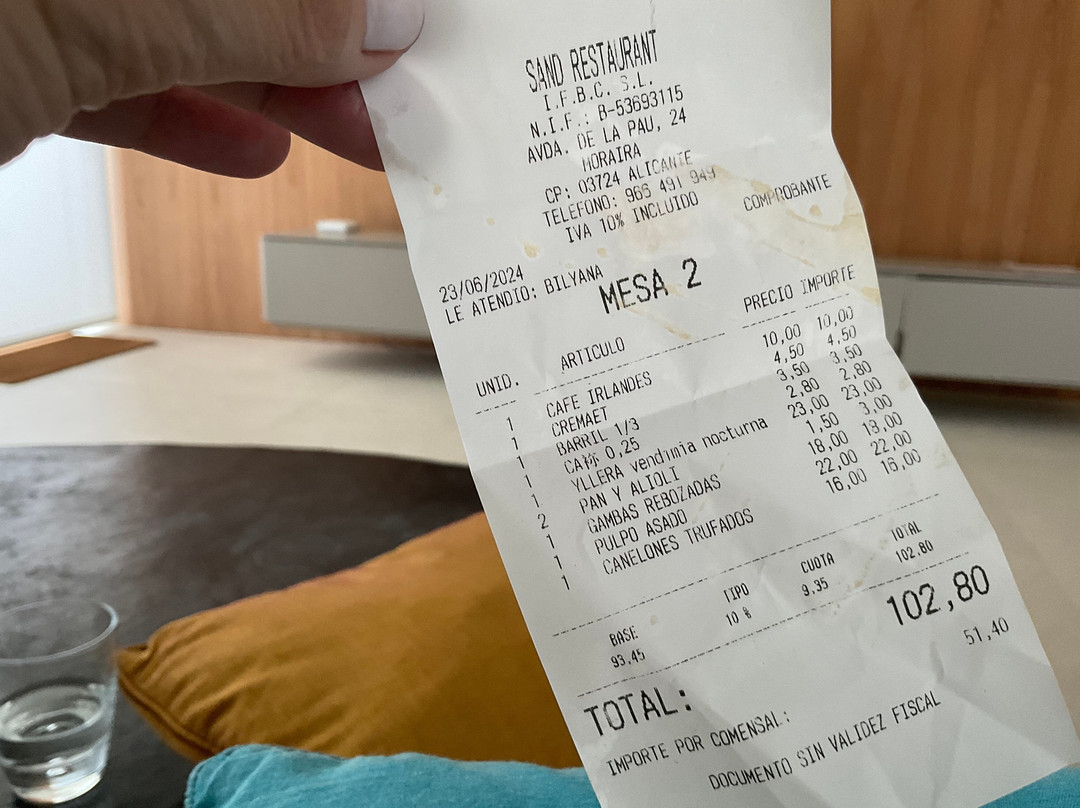 SAND RESTAURANT
I.F.B.C. S.L.
N.I.F.: B-53693115
AVDA. DE LA PAU, 24
MORAIRA
CP: 03724 ALICANTE
TELEFONO: 966 491 949
IVA 10% INCLUIDO
COMPROBANTE
23/06/2024
LE ATENDIO: BILYANA
MESA 2
UNID. ARTICULO PRECIO IMPORTE
1 CAFE IRLANDES 10,00 10,00
1 CREMAET 4,50 4,50
1 BARRIL 1/3 3,50 3,50
1 0,25 2,80 2,80
1 YLLERA vendimia nocturna 23,00 23,00
2 PAN Y ALIOLI 1,50 3,00
1 GAMBAS REBOZADAS 18,00 18,00
1 PULPO ASADO 22,00 22,00
1 CANELONES TRUFADOS 16,00 16,00
BASE TIPO CUOTA TOTAL
93.45 10 % 9.35 102.80
TOTAL: 102,80
IMPORTE POR COMENSAL: 51,40
DOCUMENTO SIN VALIDEZ FISCAL